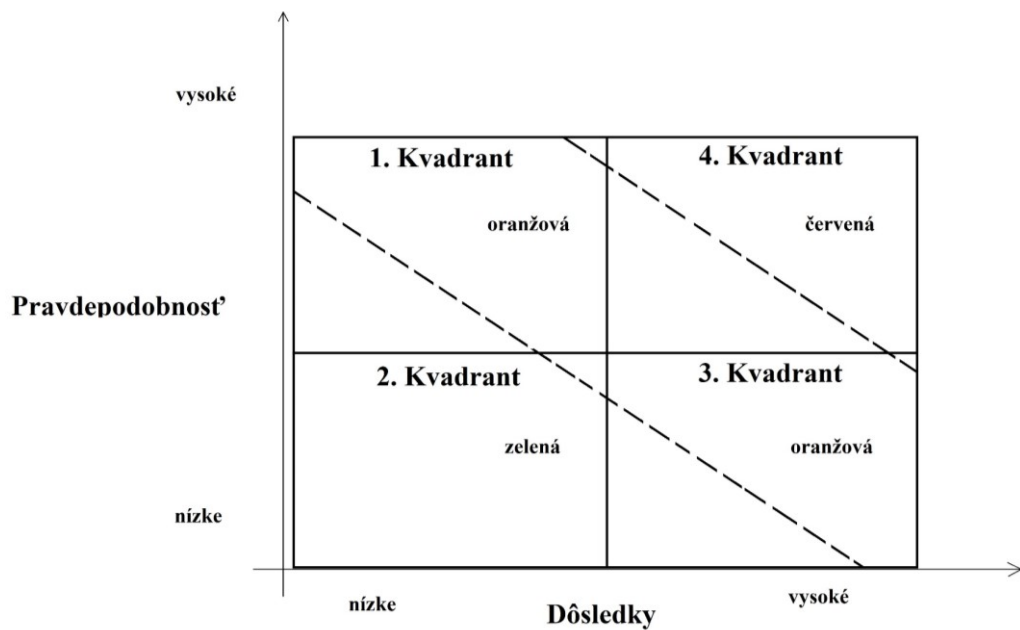 vysoké
1. Kvadrant
4. Kvadrant
oranžová
červená
Pravdepodobnosť
2. Kvadrant
3. Kvadrant
zelená
oranžová
nízke
nízke
Dôsledky
vysoké